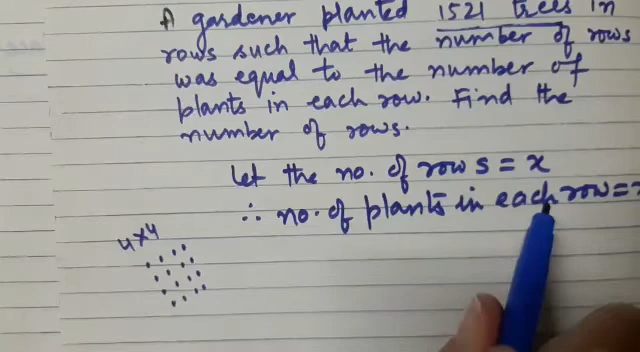 A gardener planted 1521 trees in
rows such that the number of rows
was equal to the number of
plants in each row. Find the
number of rows.
Let the no. of rows = x
∴ no. of plants in each row =
4x4